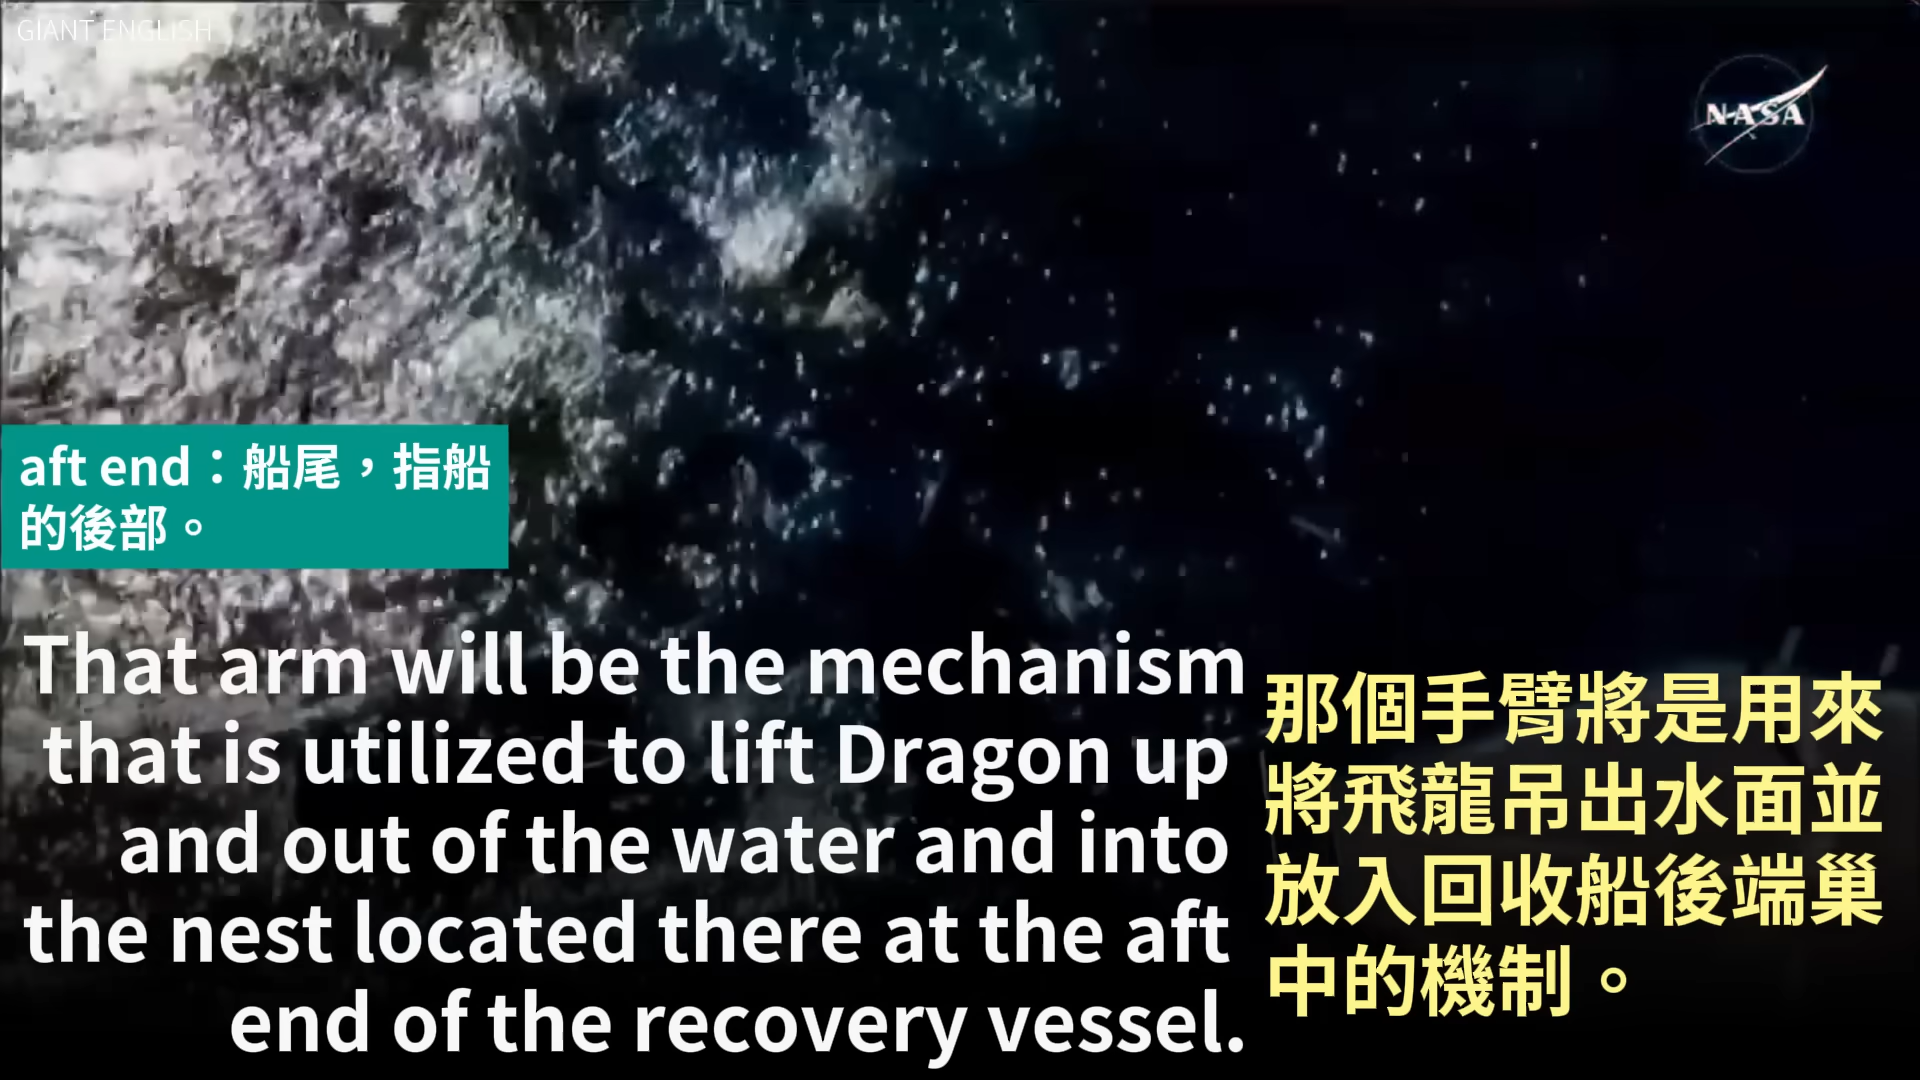 GIANT ENGLISH
NASA
aft end：船尾，指船
的後部。
That arm will be the mechanism
that is utilized to lift Dragon up
and out of the water and into
the nest located there at the aft
end of the recovery vessel.
那個手臂將是用來
將飛龍吊出水面並
放入回收船後端巢
中的機制。